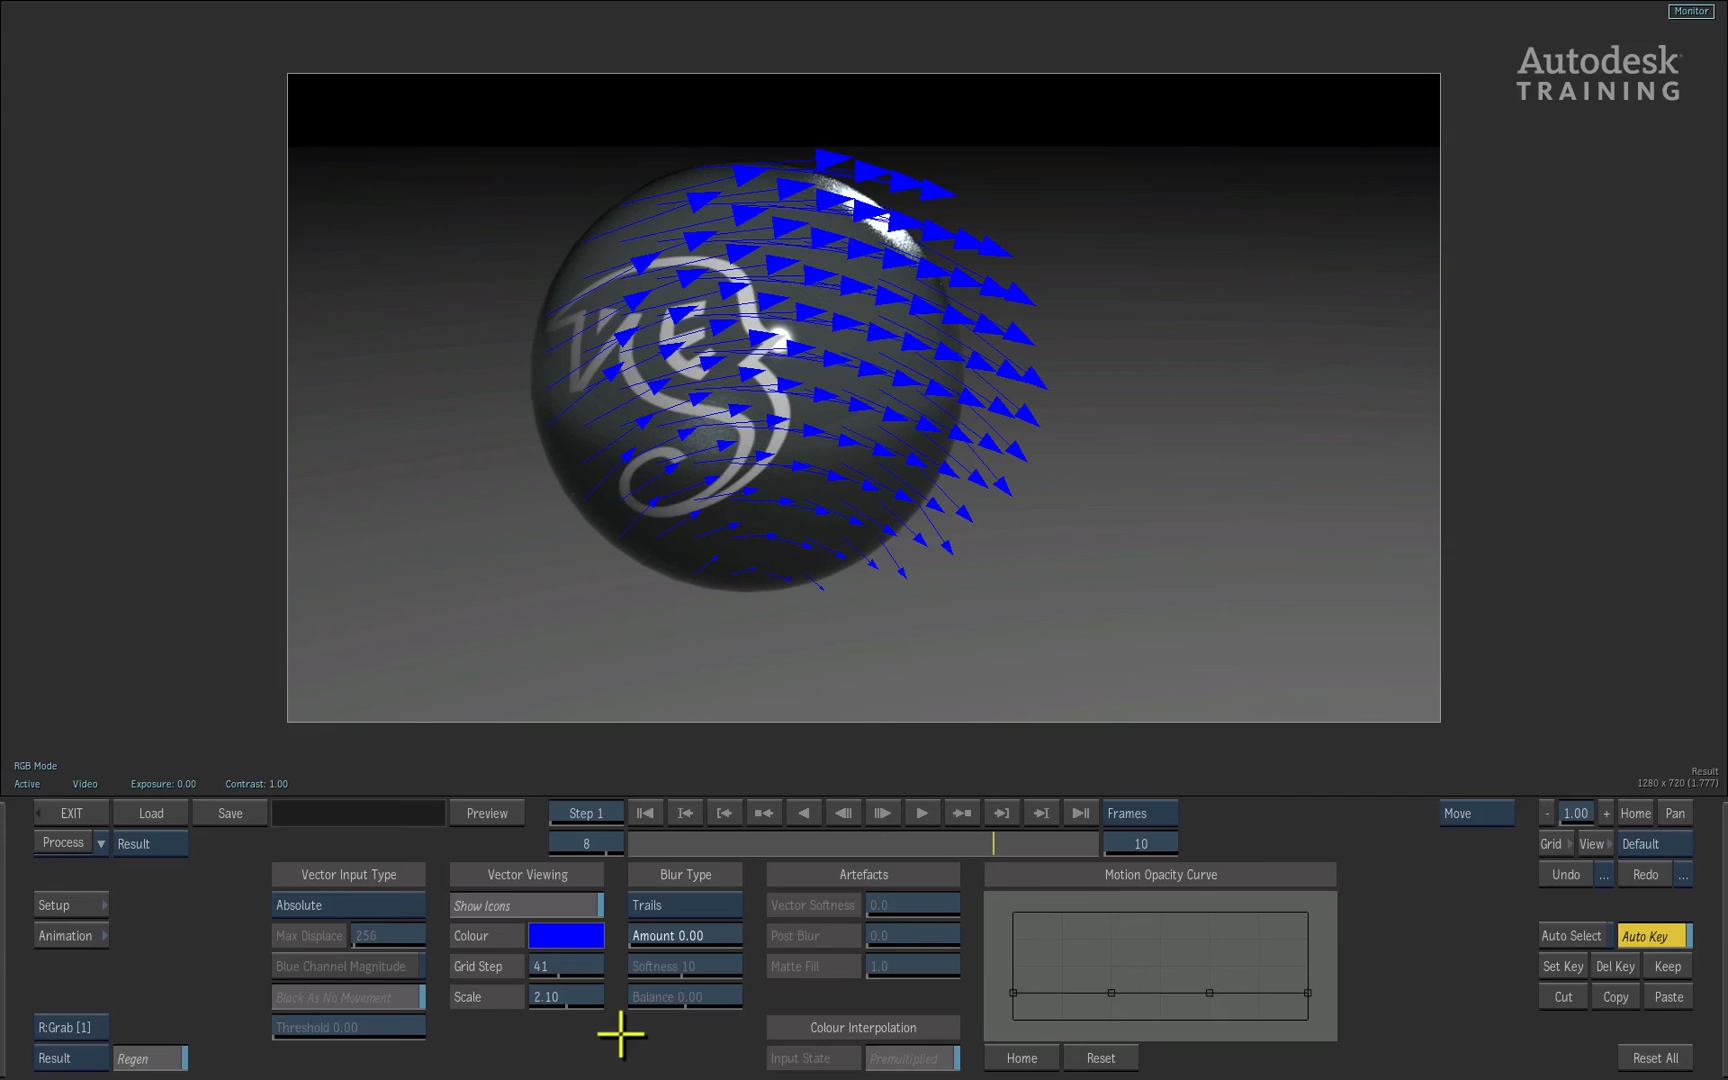 Monitor
Autodesk
TRAINING
RGB Mode
Active Video Exposure: 0.00 Contrast: 1.00
Result
1280 x 720 (1.777)
EXIT Load Save Preview Step 1 Frames Move - 1.00 + Home Pan
Process Result 8 10 Grid View Default
Vector Input Type Vector Viewing Blur Type Artefacts Motion Opacity Curve Undo ... Redo ...
Setup Absolute Show Icons Trails Vector Softness 0.0
Animation Max Displace 256 Colour Amount 0.00 Post Blur 0.0 Auto Select Auto Key
Blue Channel Magnitude Grid Step 41 Softness 10 Matte Fill 1.0 Set Key Del Key Keep
Black As No Movement Scale 2.10 Balance 0.00 Cut Copy Paste
R:Grab [1] Threshold 0.00 Colour Interpolation
Result Regen Input State Premultiplied Home Reset Reset All